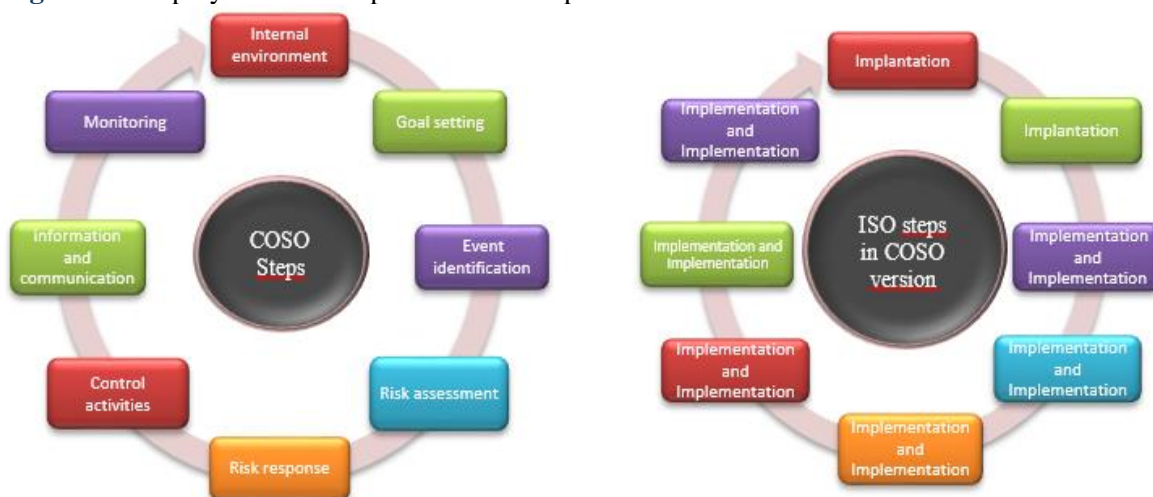 Internal
environment
Goal setting
Event
identification
Risk assessment
Risk response
Control
activities
Information
and
communication
Monitoring
COSO
Steps
Implantation
Implantation
Implementation
and
Implementation
Implementation
and
Implementation
Implementation
and
Implementation
Implementation
and
Implementation
Implementation and
Implementation
Implementation
and
Implementation
ISO steps
in COSO
version